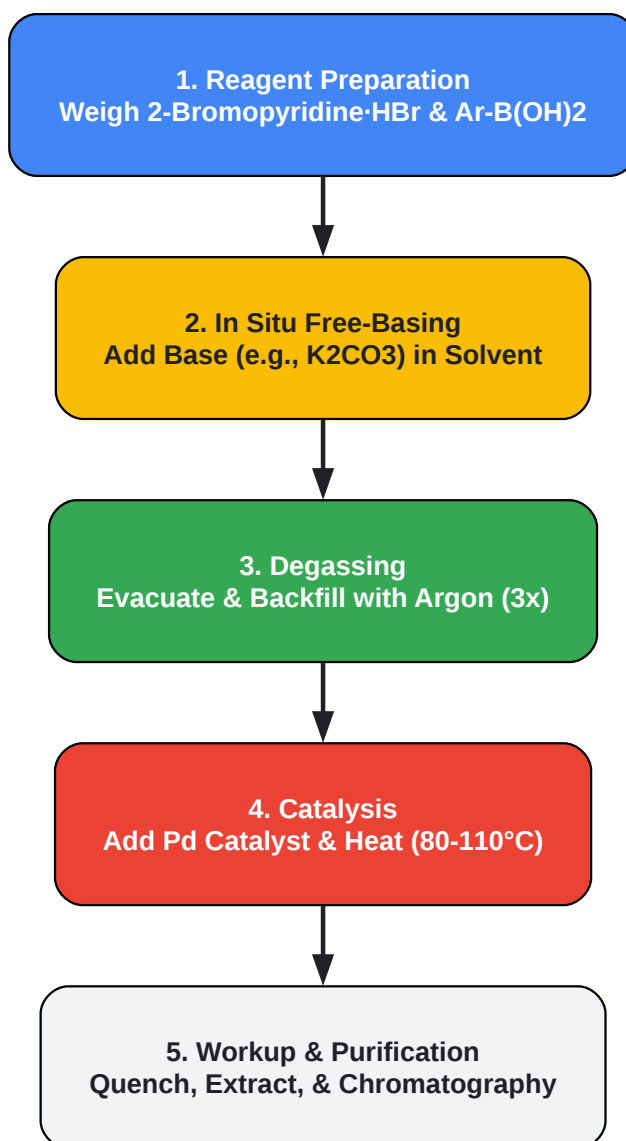 1. Reagent Preparation
Weigh 2-Bromopyridine·HBr & Ar-B(OH)2
2. In Situ Free-Basing
Add Base (e.g., K2CO3) in Solvent
3. Degassing
Evacuate & Backfill with Argon (3x)
4. Catalysis
Add Pd Catalyst & Heat (80-110°C)
5. Workup & Purification
Quench, Extract, & Chromatography